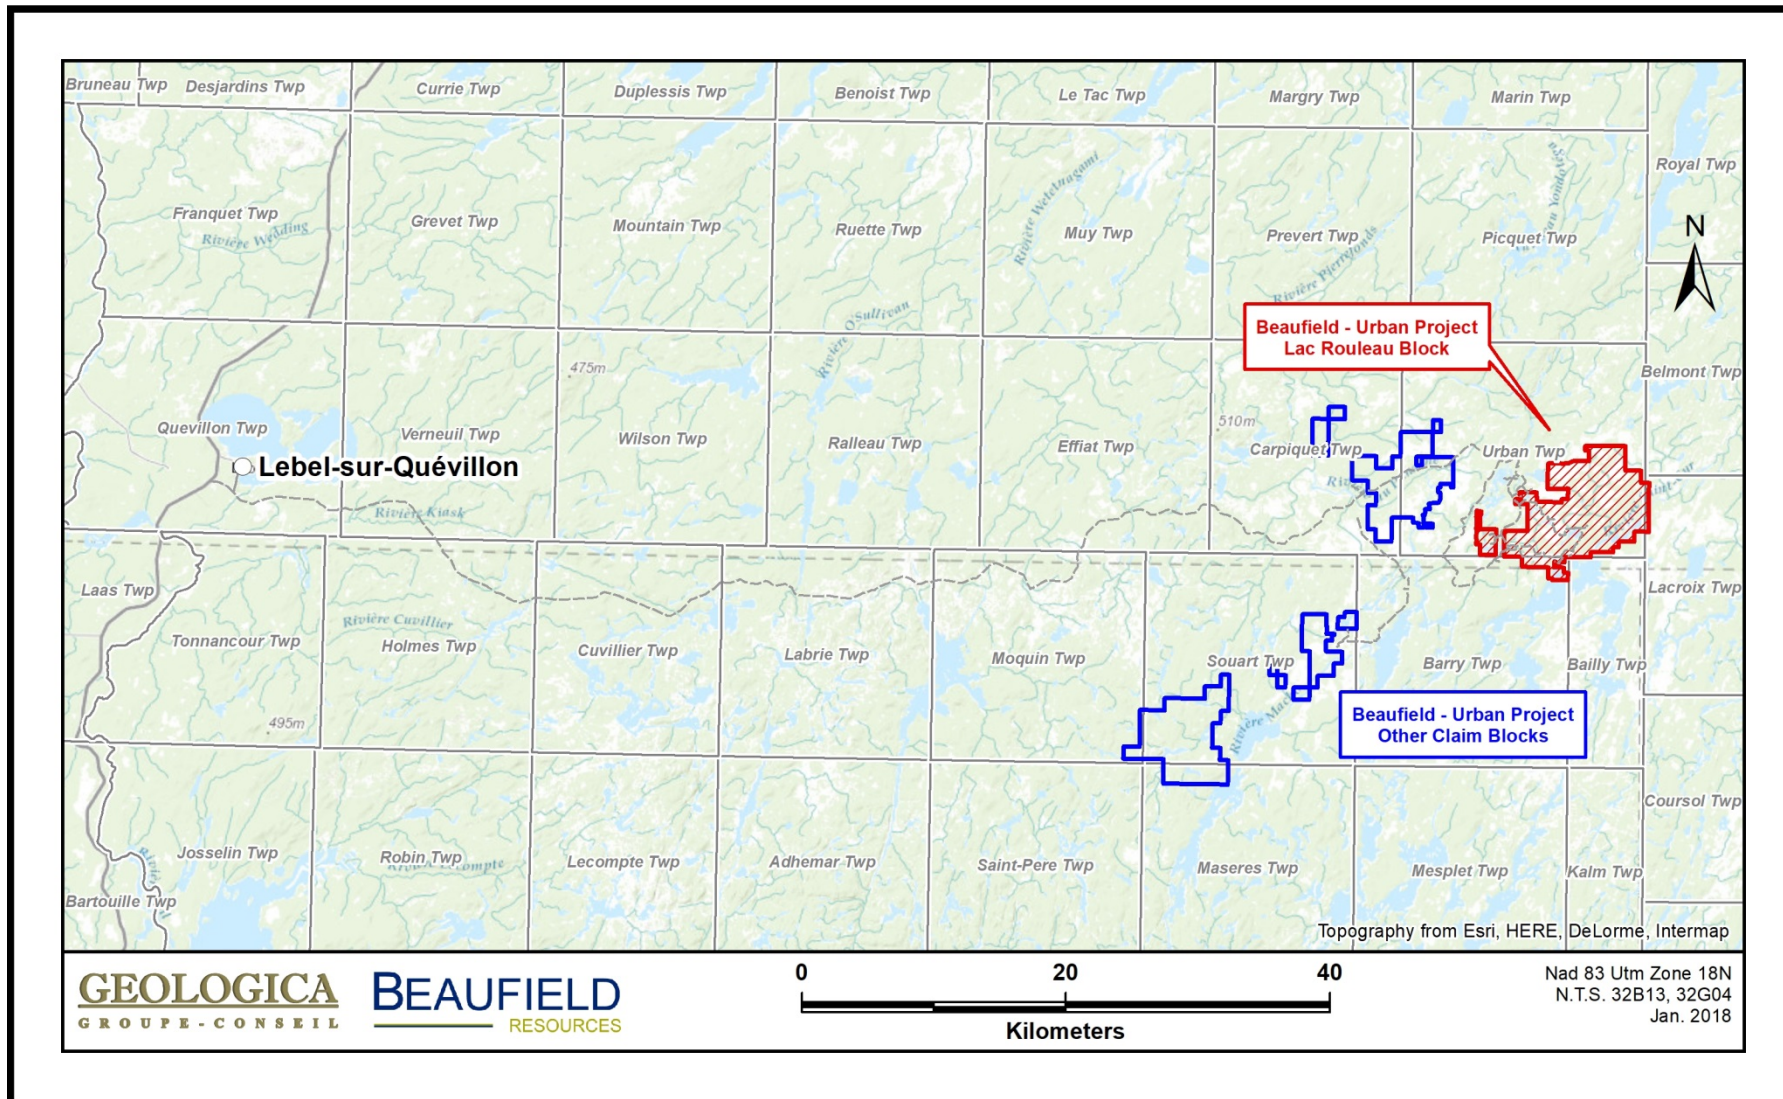 Bruneau Twp
Desjardins Twp
Currie Twp
Duplessis Twp
Benoist Twp
Le Tac Twp
Margry Twp
Marin Twp
Royal Twp
Franquet Twp
Rivière Wedding
Grevet Twp
Mountain Twp
Ruette Twp
Rivière Wetetnagami
Muy Twp
Prevert Twp
Rivière Pierrefonds
Picquet Twp
N
Rivière O'Sullivan
Beaufield - Urban Project
Lac Rouleau Block
475m
Belmont Twp
Quevillon Twp
Verneuil Twp
Wilson Twp
Ralleau Twp
Effiat Twp
510m
Carpiquet Twp
Urban Twp
Lebel-sur-Quévillon
Rivière Kiask
Laas Twp
Lacroix Twp
Tonnancour Twp
Rivière Cuvillier
Holmes Twp
Cuvillier Twp
Labrie Twp
Moquin Twp
Souart Twp
Barry Twp
Bailly Twp
495m
Beaufield - Urban Project
Other Claim Blocks
Coursol Twp
Josselin Twp
Robin Twp
Lecompte Twp
Adhemar Twp
Saint-Pere Twp
Maseres Twp
Mesplet Twp
Kalm Twp
Bartouille Twp
Topography from Esri, HERE, DeLorme, Intermap
GEOLOGICA
GROUPE-CONSEIL
BEAUFIELD
RESOURCES
0 20 40
Kilometers
Nad 83 Utm Zone 18N
N.T.S. 32B13, 32G04
Jan. 2018